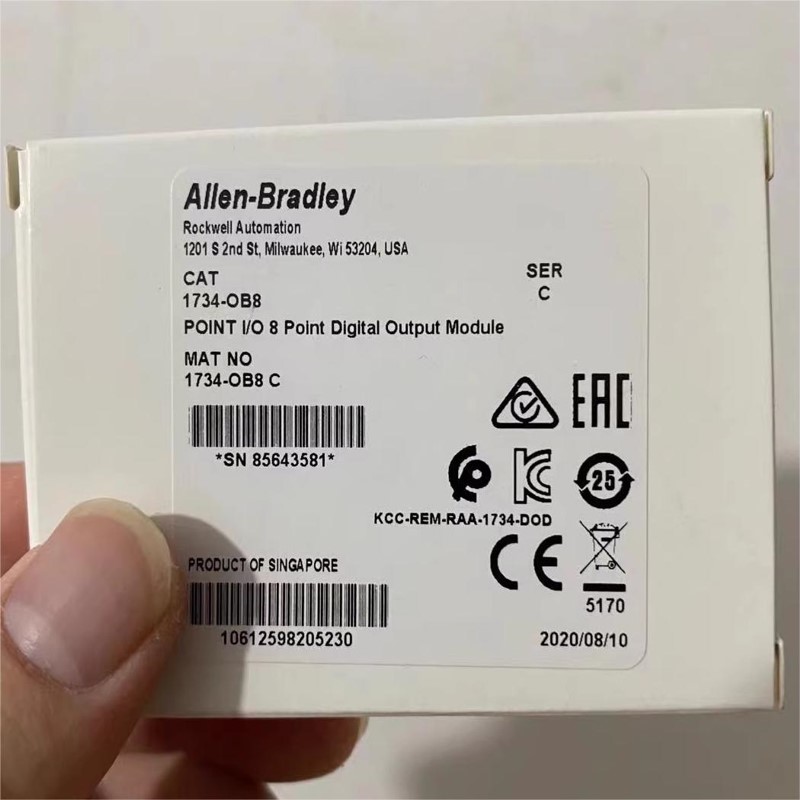 Allen-Bradley
Rockwell Automation
1201 S 2nd St, Milwaukee, Wi 53204, USA
CAT
1734-OB8
SER
C
POINT I/O 8 Point Digital Output Module
MAT NO
1734-OB8 C
*SN 85643581*
EAC
25
KCC-REM-RAA-1734-DOD
CE
PRODUCT OF SINGAPORE
5170
10612598205230
2020/08/10